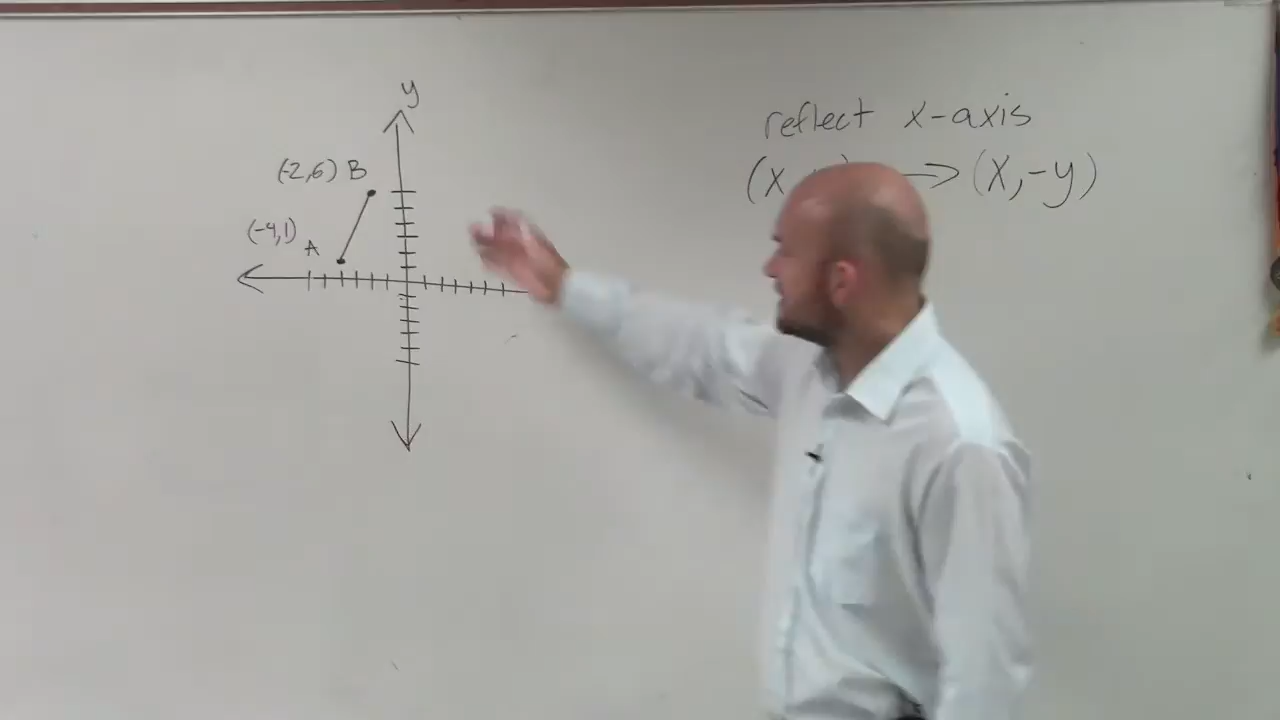 y
(-2,6) B
(-4,1) A
reflect x-axis
(x, → (x,-y)